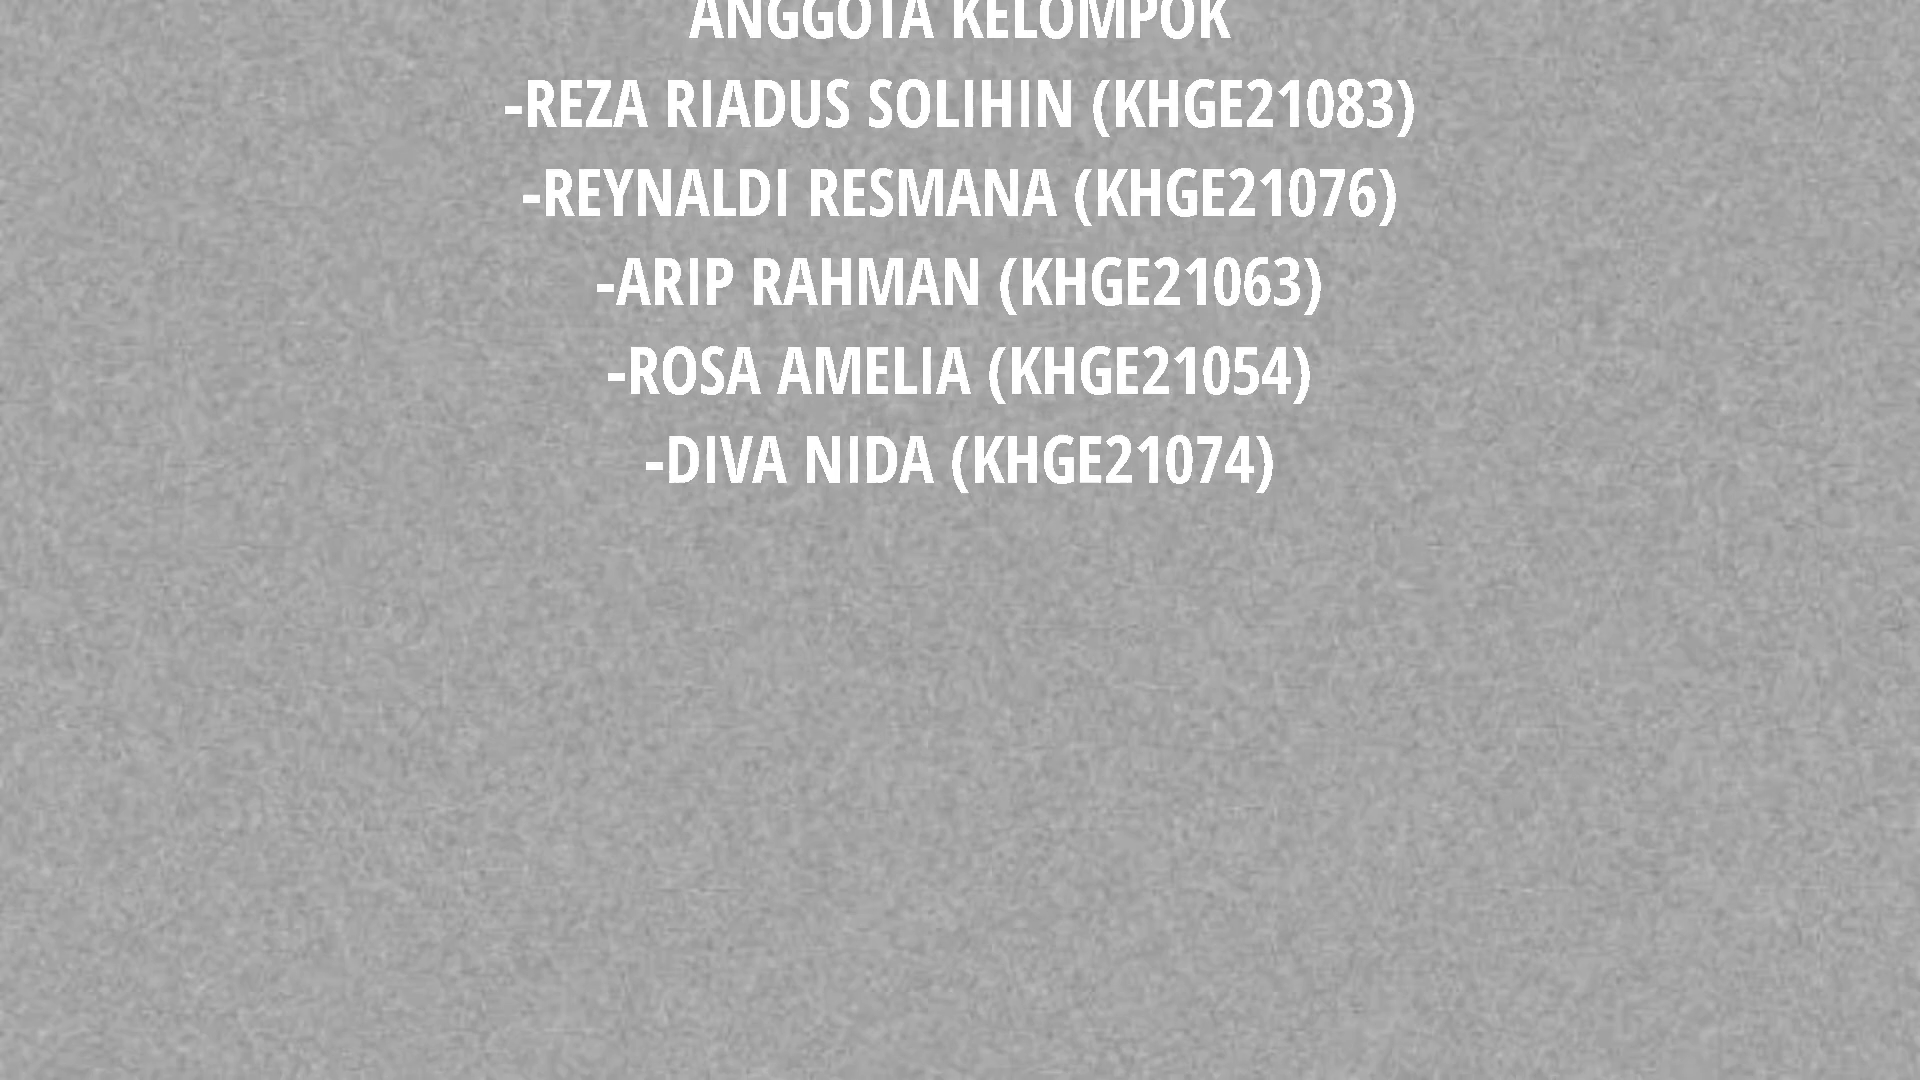 ANGGOTA KELOMPOK
-REZA RIADUS SOLIHIN (KHGE21083)
-REYNALDI RESMANA (KHGE21076)
-ARIP RAHMAN (KHGE21063)
-ROSA AMELIA (KHGE21054)
-DIVA NIDA (KHGE21074)